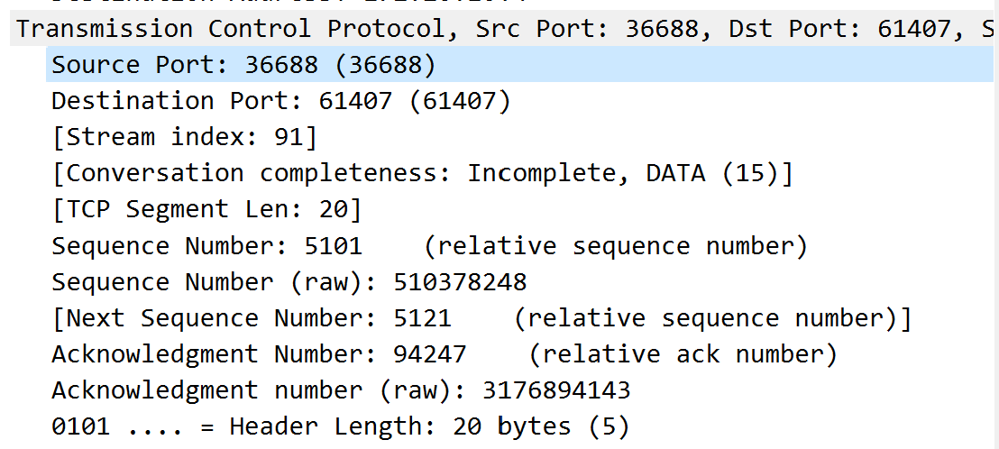 Transmission Control Protocol, Src Port: 36688, Dst Port: 61407, S
Source Port: 36688 (36688)
Destination Port: 61407 (61407)
[Stream index: 91]
[Conversation completeness: Incomplete, DATA (15)]
[TCP Segment Len: 20]
Sequence Number: 5101    (relative sequence number)
Sequence Number (raw): 510378248
[Next Sequence Number: 5121    (relative sequence number)]
Acknowledgment Number: 94247    (relative ack number)
Acknowledgment number (raw): 3176894143
0101 .... = Header Length: 20 bytes (5)